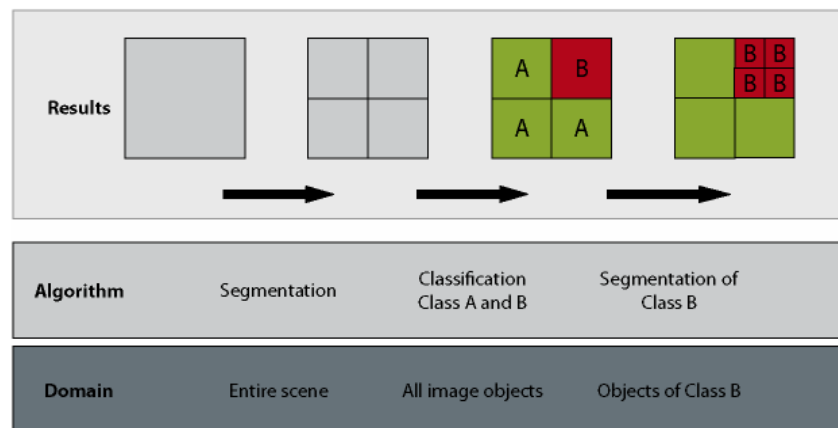 A B
A A
B B
B B
Results
Algorithm
Segmentation
Classification
Class A and B
Segmentation of
Class B
Domain
Entire scene
All image objects
Objects of Class B